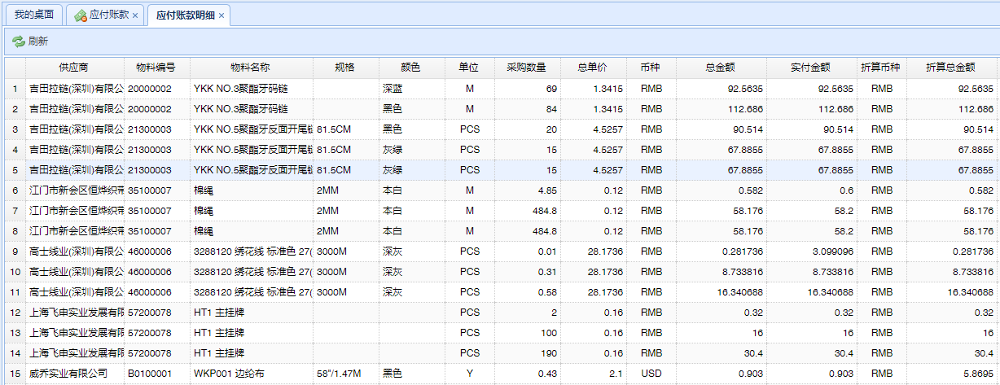 我的桌面 应付账款 × 应付账款明细 ×
刷新
供应商 物料编号 物料名称 规格 颜色 单位 采购数量 总单价 币种 总金额 实付金额 折算币种 折算总金额
1 吉田拉链(深圳)有限公 20000002 YKK NO.3聚酯牙码链 深蓝 M 69 1.3415 RMB 92.5635 92.5635 RMB 92.5635
2 吉田拉链(深圳)有限公 20000002 YKK NO.3聚酯牙码链 黑色 M 84 1.3415 RMB 112.686 112.686 RMB 112.686
3 吉田拉链(深圳)有限公 21300003 YKK NO.5聚酯牙反面开尾链 81.5CM 黑色 PCS 20 4.5257 RMB 90.514 90.514 RMB 90.514
4 吉田拉链(深圳)有限公 21300003 YKK NO.5聚酯牙反面开尾链 81.5CM 灰绿 PCS 15 4.5257 RMB 67.8855 67.8855 RMB 67.8855
5 吉田拉链(深圳)有限公 21300003 YKK NO.5聚酯牙反面开尾链 81.5CM 灰绿 PCS 15 4.5257 RMB 67.8855 67.8855 RMB 67.8855
6 江门市新会区恒烨织带 35100007 棉绳 2MM 本白 M 4.85 0.12 RMB 0.582 0.6 RMB 0.582
7 江门市新会区恒烨织带 35100007 棉绳 2MM 本白 M 484.8 0.12 RMB 58.176 58.2 RMB 58.176
8 江门市新会区恒烨织带 35100007 棉绳 2MM 本白 M 484.8 0.12 RMB 58.176 58.2 RMB 58.176
9 高士线业(深圳)有限公 46000006 3288120 绣花线 标准色 27( 3000M 深灰 PCS 0.01 28.1736 RMB 0.281736 3.099096 RMB 0.281736
10 高士线业(深圳)有限公 46000006 3288120 绣花线 标准色 27( 3000M 深灰 PCS 0.31 28.1736 RMB 8.733816 8.733816 RMB 8.733816
11 高士线业(深圳)有限公 46000006 3288120 绣花线 标准色 27( 3000M 深灰 PCS 0.58 28.1736 RMB 16.340688 16.340688 RMB 16.340688
12 上海飞申实业发展有限 57200078 HT1 主挂牌 PCS 2 0.16 RMB 0.32 0.32 RMB 0.32
13 上海飞申实业发展有限 57200078 HT1 主挂牌 PCS 100 0.16 RMB 16 16 RMB 16
14 上海飞申实业发展有限 57200078 HT1 主挂牌 PCS 190 0.16 RMB 30.4 30.4 RMB 30.4
15 威乔实业有限公司 B0100001 WKP001 边纶布 58"/1.47M 黑色 Y 0.43 2.1 USD 0.903 0.903 RMB 5.8695